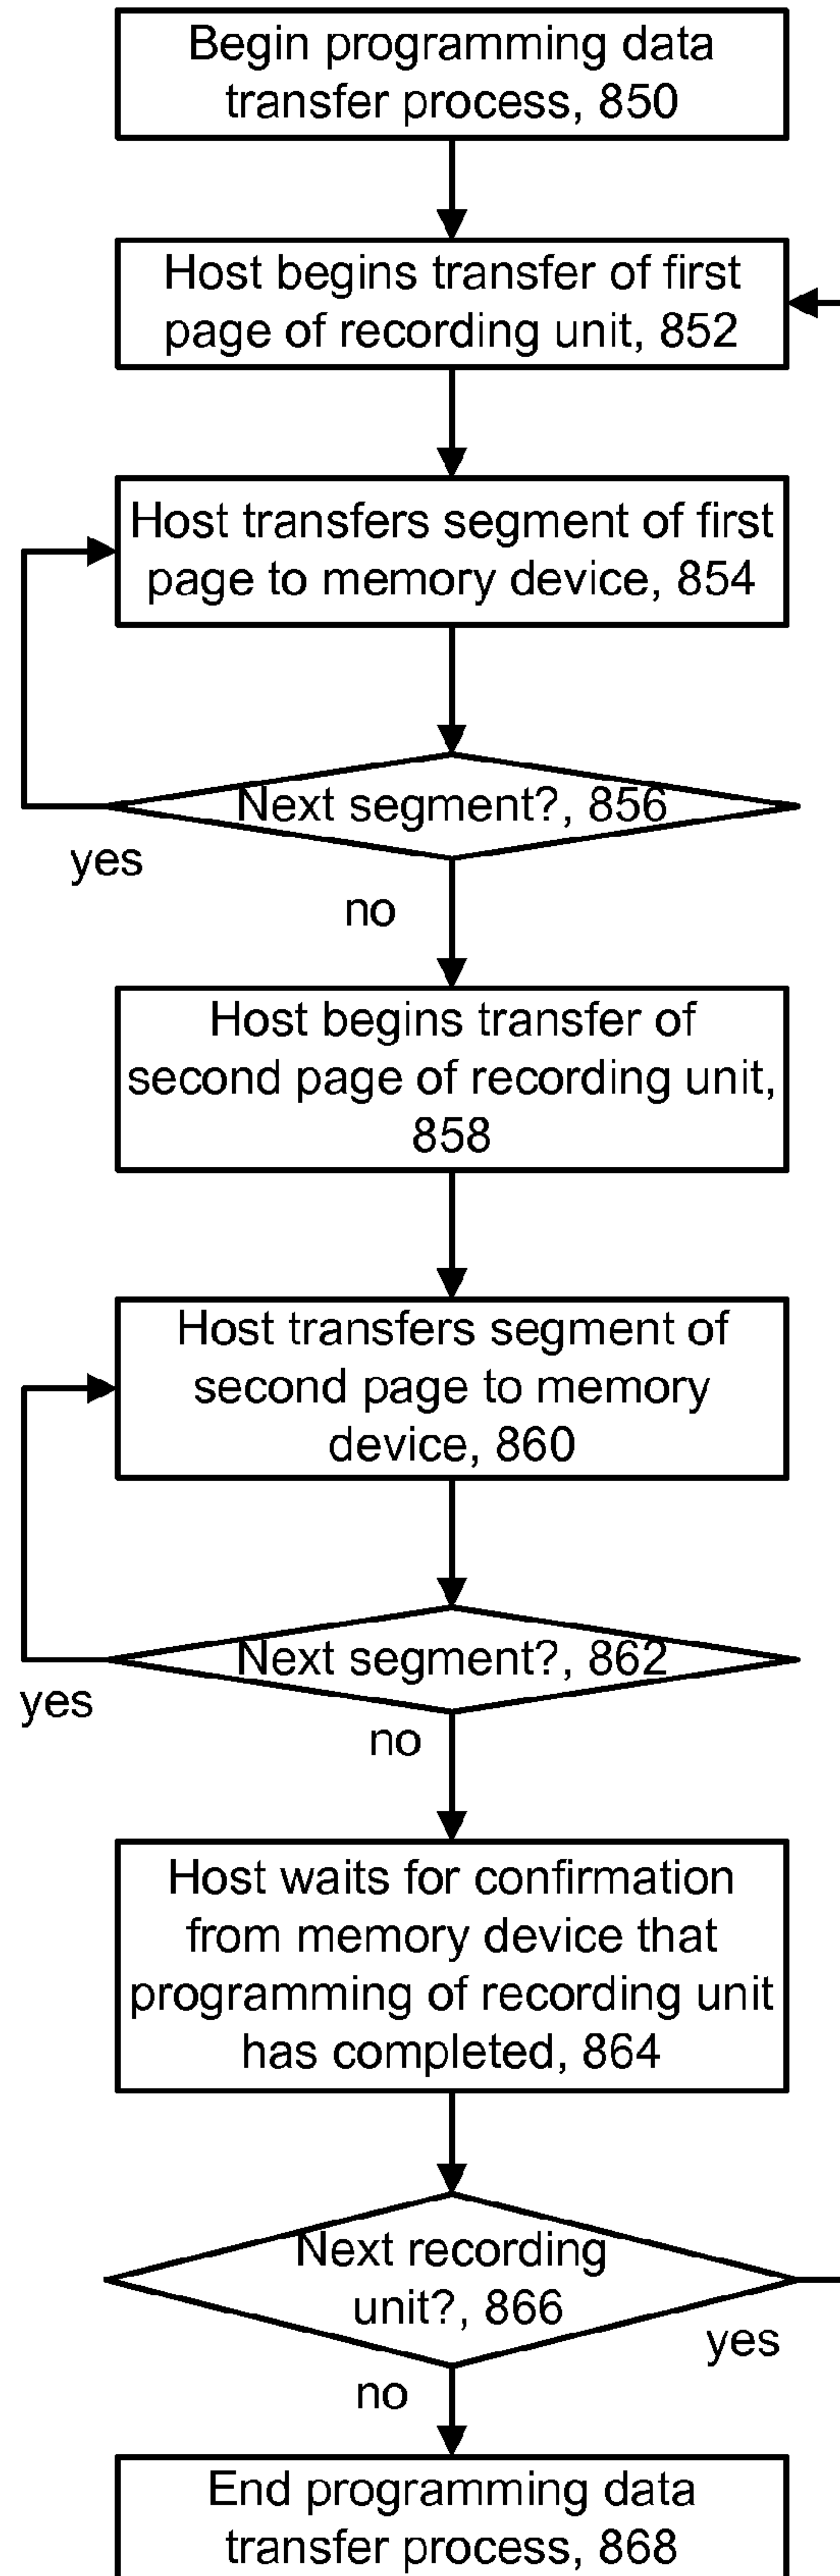 Begin programming data
transfer process, 850
Host begins transfer of first
page of recording unit, 852
Host transfers segment of first
page to memory device, 854
Next segment?, 856
yes
no
Host begins transfer of
second page of recording unit,
858
Host transfers segment of
second page to memory
device, 860
Next segment?, 862
yes
no
Host waits for confirmation
from memory device that
programming of recording unit
has completed, 864
Next recording
unit?, 866
yes
no
End programming data
transfer process, 868